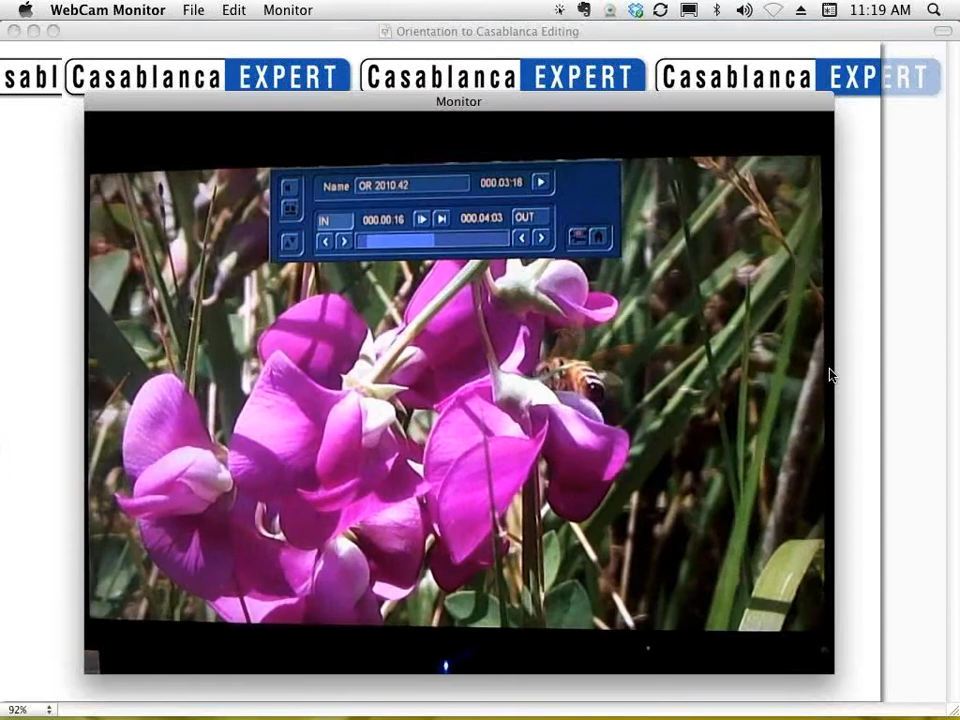 WebCam Monitor File Edit Monitor 11:19 AM
Orientation to Casablanca Editing
sabl Casablanca EXPERT Casablanca EXPERT Casablanca EXPERT
Monitor
Name OR 2010.42 000.03:18
IN 000.00:16 000.04:03 OUT
92%